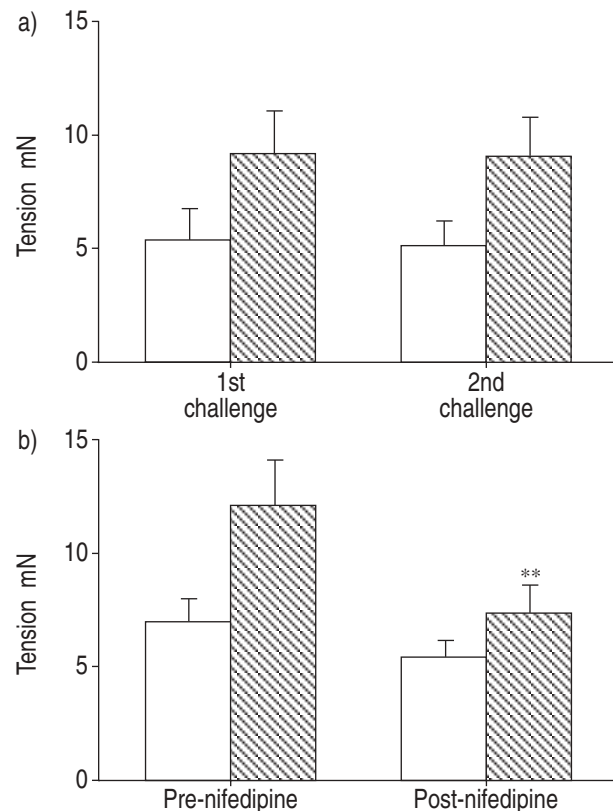 a)
15
10
5
0
Tension mN
1st
challenge
2nd
challenge
b)
15
10
5
0
Tension mN
**
Pre-nifedipine
Post-nifedipine